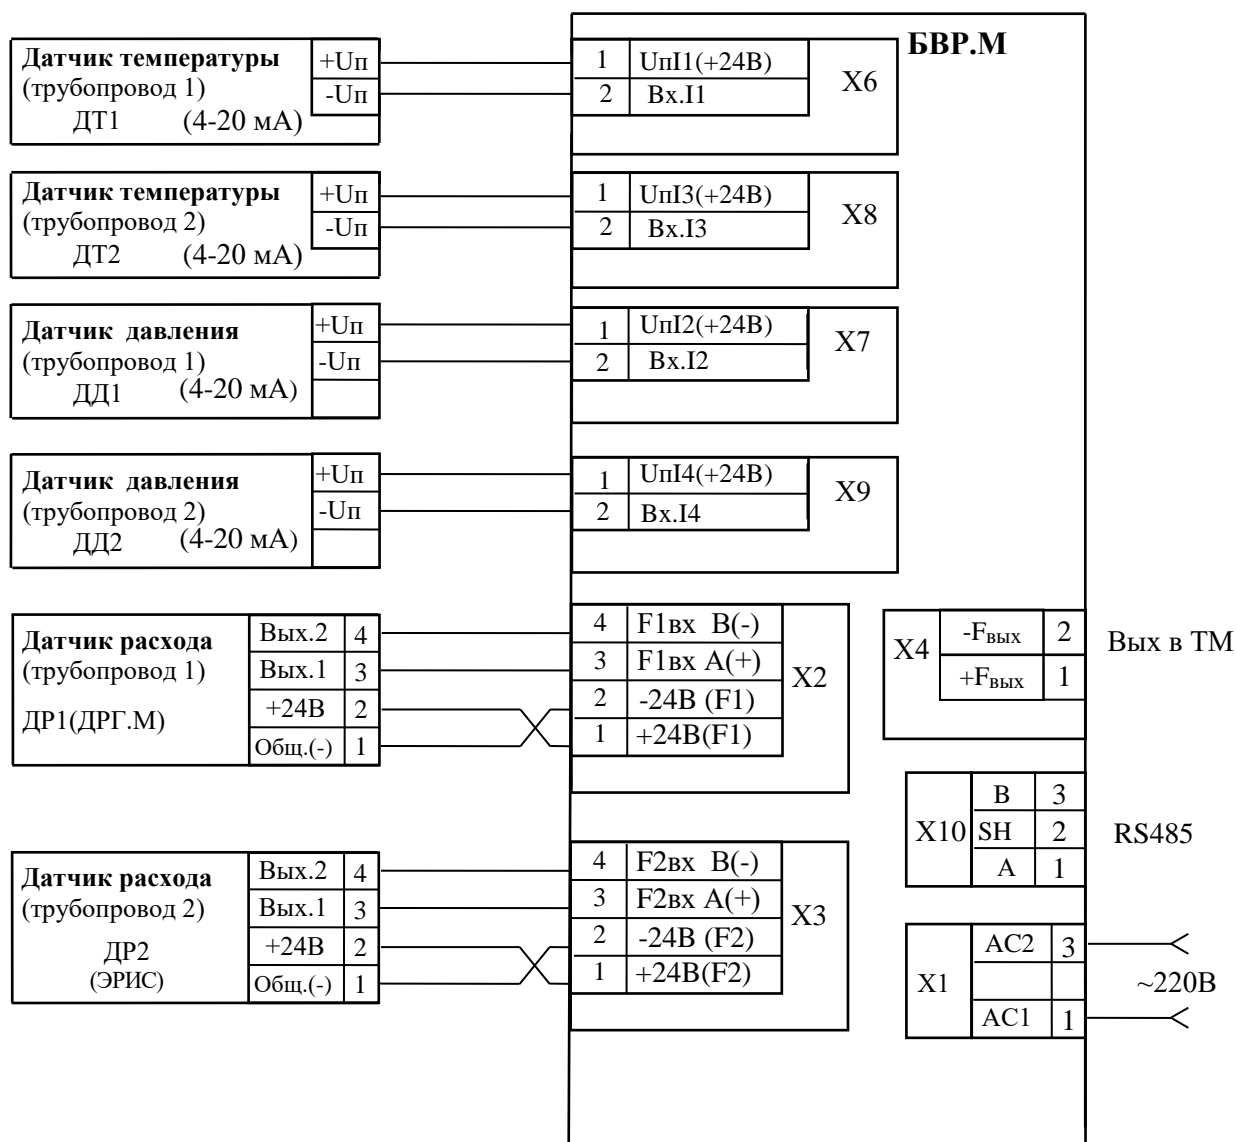 БВР.М
Датчик температуры
(трубопровод 1)
ДТ1 (4-20 мА)
+Uп
-Uп
1 UпI1(+24В)
2 Вх.I1
X6
Датчик температуры
(трубопровод 2)
ДТ2 (4-20 мА)
+Uп
-Uп
1 UпI3(+24В)
2 Вх.I3
X8
Датчик давления
(трубопровод 1)
ДД1 (4-20 мА)
+Uп
-Uп
1 UпI2(+24В)
2 Вх.I2
X7
Датчик давления
(трубопровод 2)
ДД2 (4-20 мА)
+Uп
-Uп
1 UпI4(+24В)
2 Вх.I4
X9
Датчик расхода
(трубопровод 1)
ДР1(ДРГ.М)
Вых.2 4
Вых.1 3
+24В 2
Общ.(-) 1
4 F1вх В(-)
3 F1вх А(+)
2 -24В (F1)
1 +24В(F1)
X2
X4
-Fвых 2
+Fвых 1
Вых в ТМ
X10
B 3
SH 2
A 1
RS485
Датчик расхода
(трубопровод 2)
ДР2
(ЭРИС)
Вых.2 4
Вых.1 3
+24В 2
Общ.(-) 1
4 F2вх В(-)
3 F2вх А(+)
2 -24В (F2)
1 +24В(F2)
X3
X1
AC2 3
AC1 1
~220В